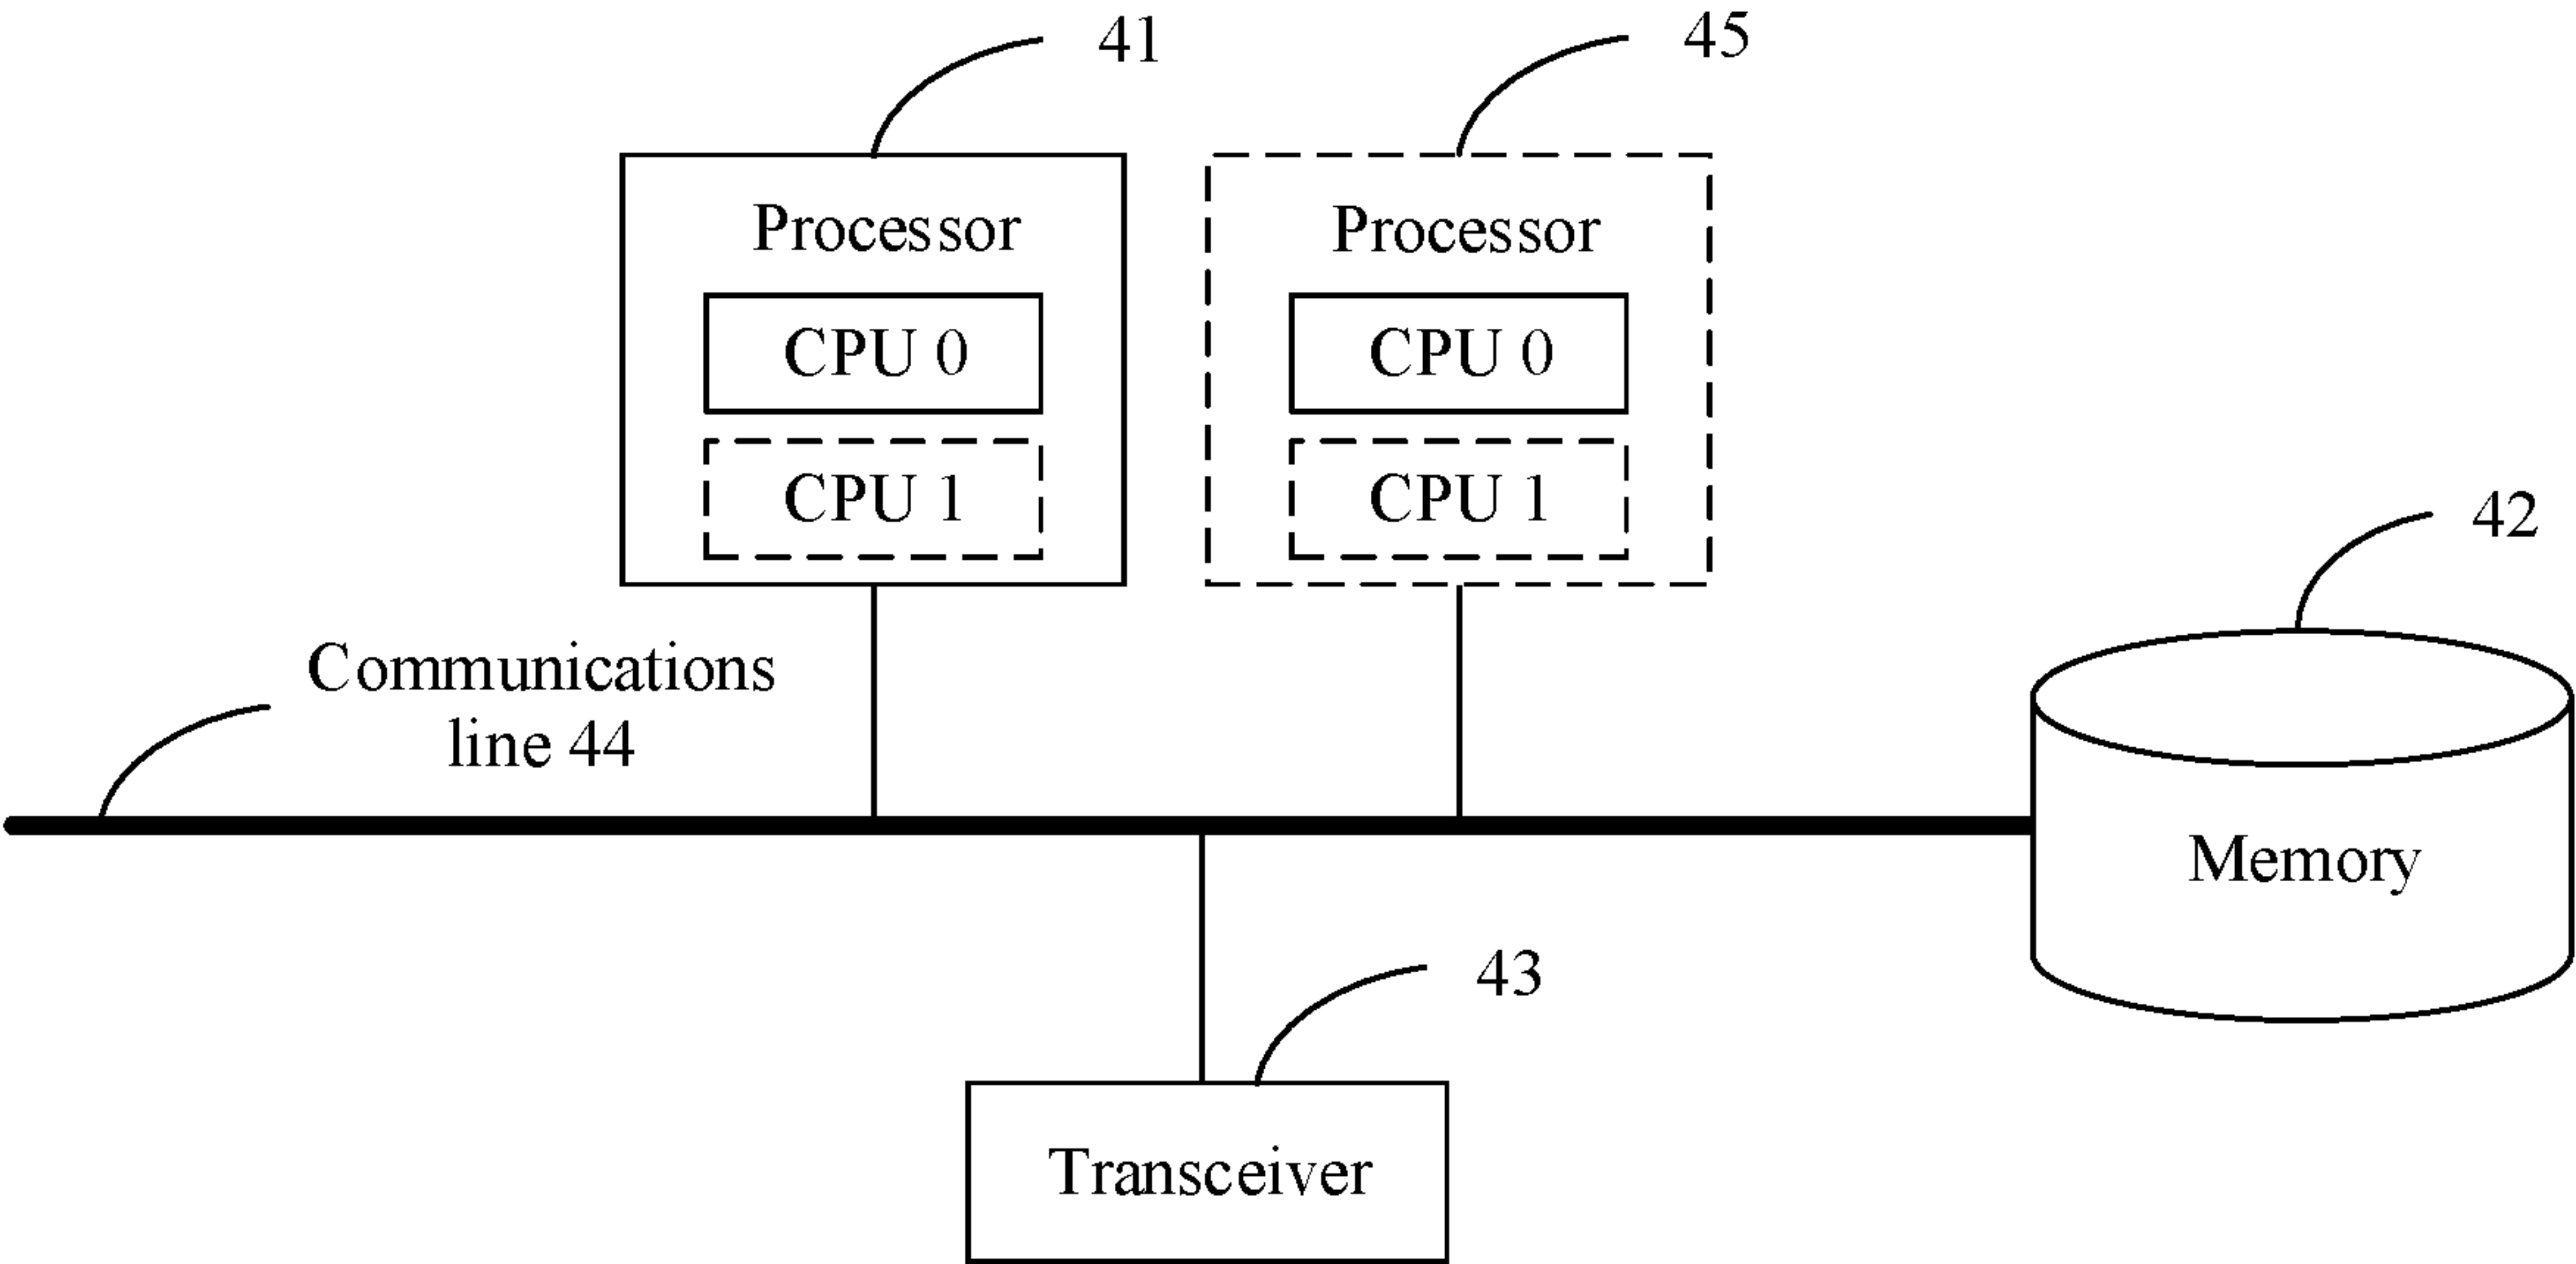 41
45
Processor
Processor
CPU 0
CPU 0
CPU 1
CPU 1
42
Communications
line 44
Memory
43
Transceiver